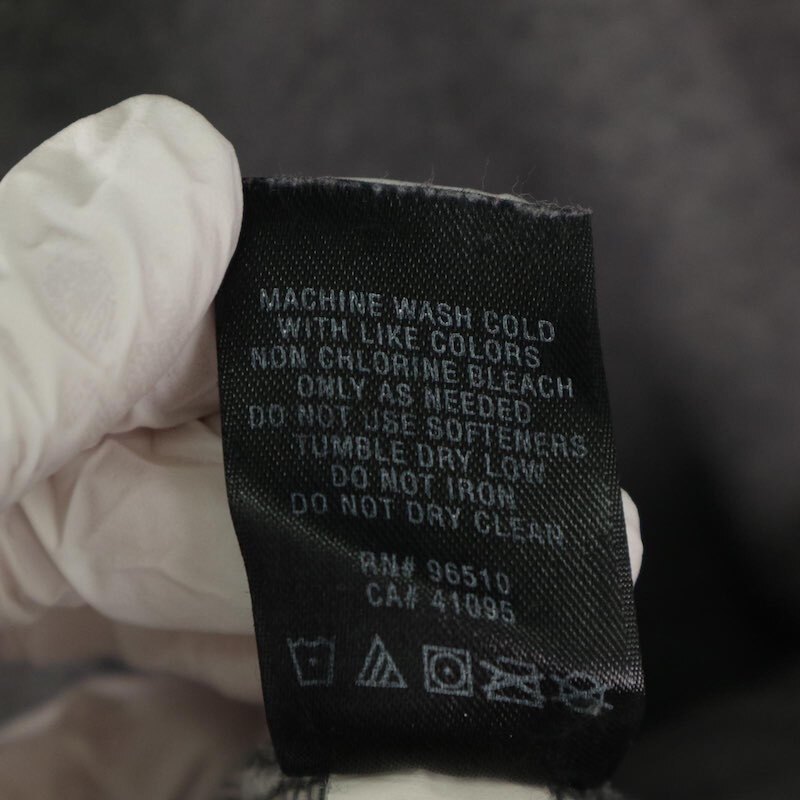 MACHINE WASH COLD
WITH LIKE COLORS
NON CHLORINE BLEACH
ONLY AS NEEDED
DO NOT USE SOFTENERS
TUMBLE DRY LOW
DO NOT IRON
DO NOT DRY CLEAN
RN# 96510
CA# 41095